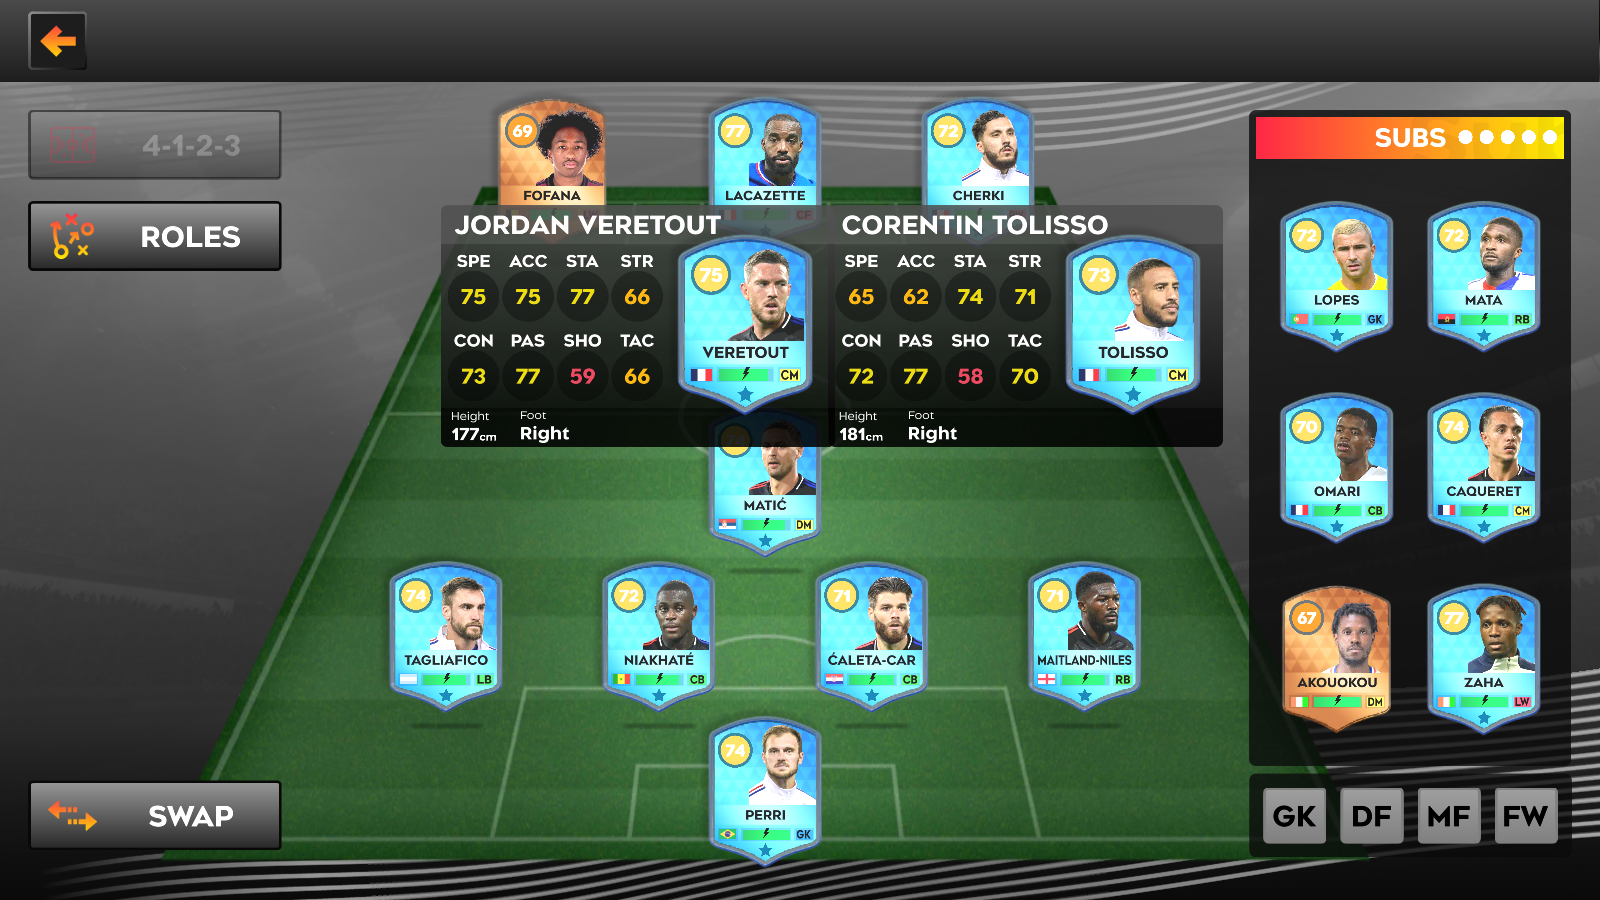 4-1-2-3
ROLES
69
FOFANA
77
LACAZETTE
CF
72
CHERKI
JORDAN VERETOUT
SPE ACC STA STR
75 75 77 66
CON PAS SHO TAC
73 77 59 66
Height Foot
177cm Right
75
VERETOUT
CM
CORENTIN TOLISSO
SPE ACC STA STR
65 62 74 71
CON PAS SHO TAC
72 77 58 70
Height Foot
181cm Right
73
TOLISSO
CM
MATIĆ
DM
74
TAGLIAFICO
LB
72
NIAKHATÉ
CB
71
ĆALETA-CAR
CB
71
MAITLAND-NILES
RB
74
PERRI
GK
SWAP
SUBS
72
LOPES
GK
72
MATA
RB
70
OMARI
CB
74
CAQUERET
CM
67
AKOUOKOU
DM
77
ZAHA
LW
GK DF MF FW